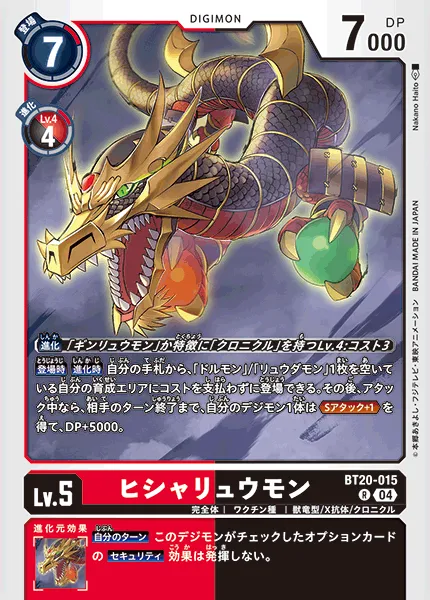 DIGIMON
登場
7
7000
DP
Nakano Haito
進化
Lv.4
4
©本郷あきよし・フジテレビ・東映アニメーション BANDAI MADE IN JAPAN
進化 「ギンリュウモン」か特徴に「クロニクル」を持つLv.4:コスト3
登場時 進化時 自分の手札から、「ドルモン」/「リュウダモン」1枚を空いて
いる自分の育成エリアにコストを支払わずに登場できる。その後、アタッ
ク中なら、相手のターン終了まで、自分のデジモン1体は Sアタック+1 を
得て、DP+5000。
Lv.5
ヒシャリュウモン
BT20-015
R 04
完全体 | ワクチン種 | 獣竜型/X抗体/クロニクル
進化元効果
自分のターン このデジモンがチェックしたオプションカード
の セキュリティ 効果は発揮しない。